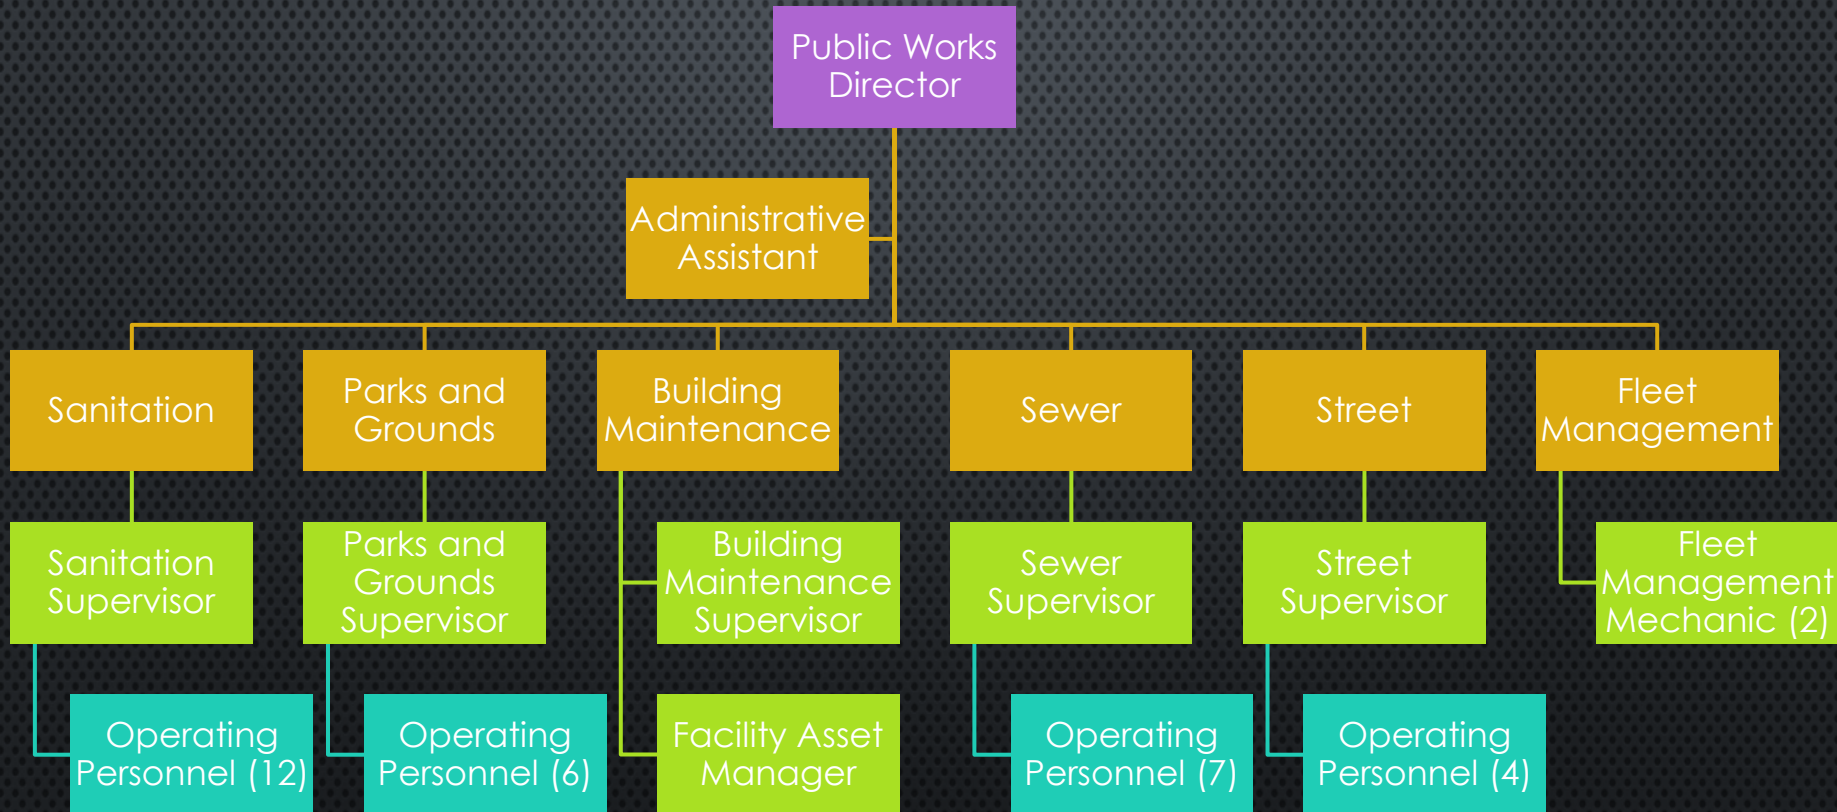 Public Works
Director
Administrative
Assistant
Sanitation
Parks and
Grounds
Building
Maintenance
Sewer
Street
Fleet
Management
Sanitation
Supervisor
Parks and
Grounds
Supervisor
Building
Maintenance
Supervisor
Sewer
Supervisor
Street
Supervisor
Fleet
Management
Mechanic (2)
Operating
Personnel (12)
Operating
Personnel (6)
Facility Asset
Manager
Operating
Personnel (7)
Operating
Personnel (4)